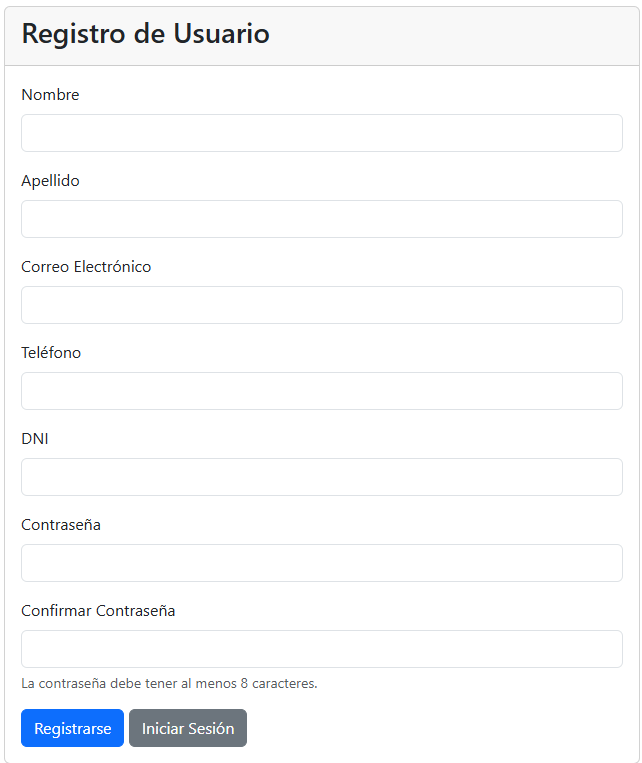 Registro de Usuario
Nombre
Apellido
Correo Electrónico
Teléfono
DNI
Contraseña
Confirmar Contraseña
La contraseña debe tener al menos 8 caracteres.
Registrarse Iniciar Sesión